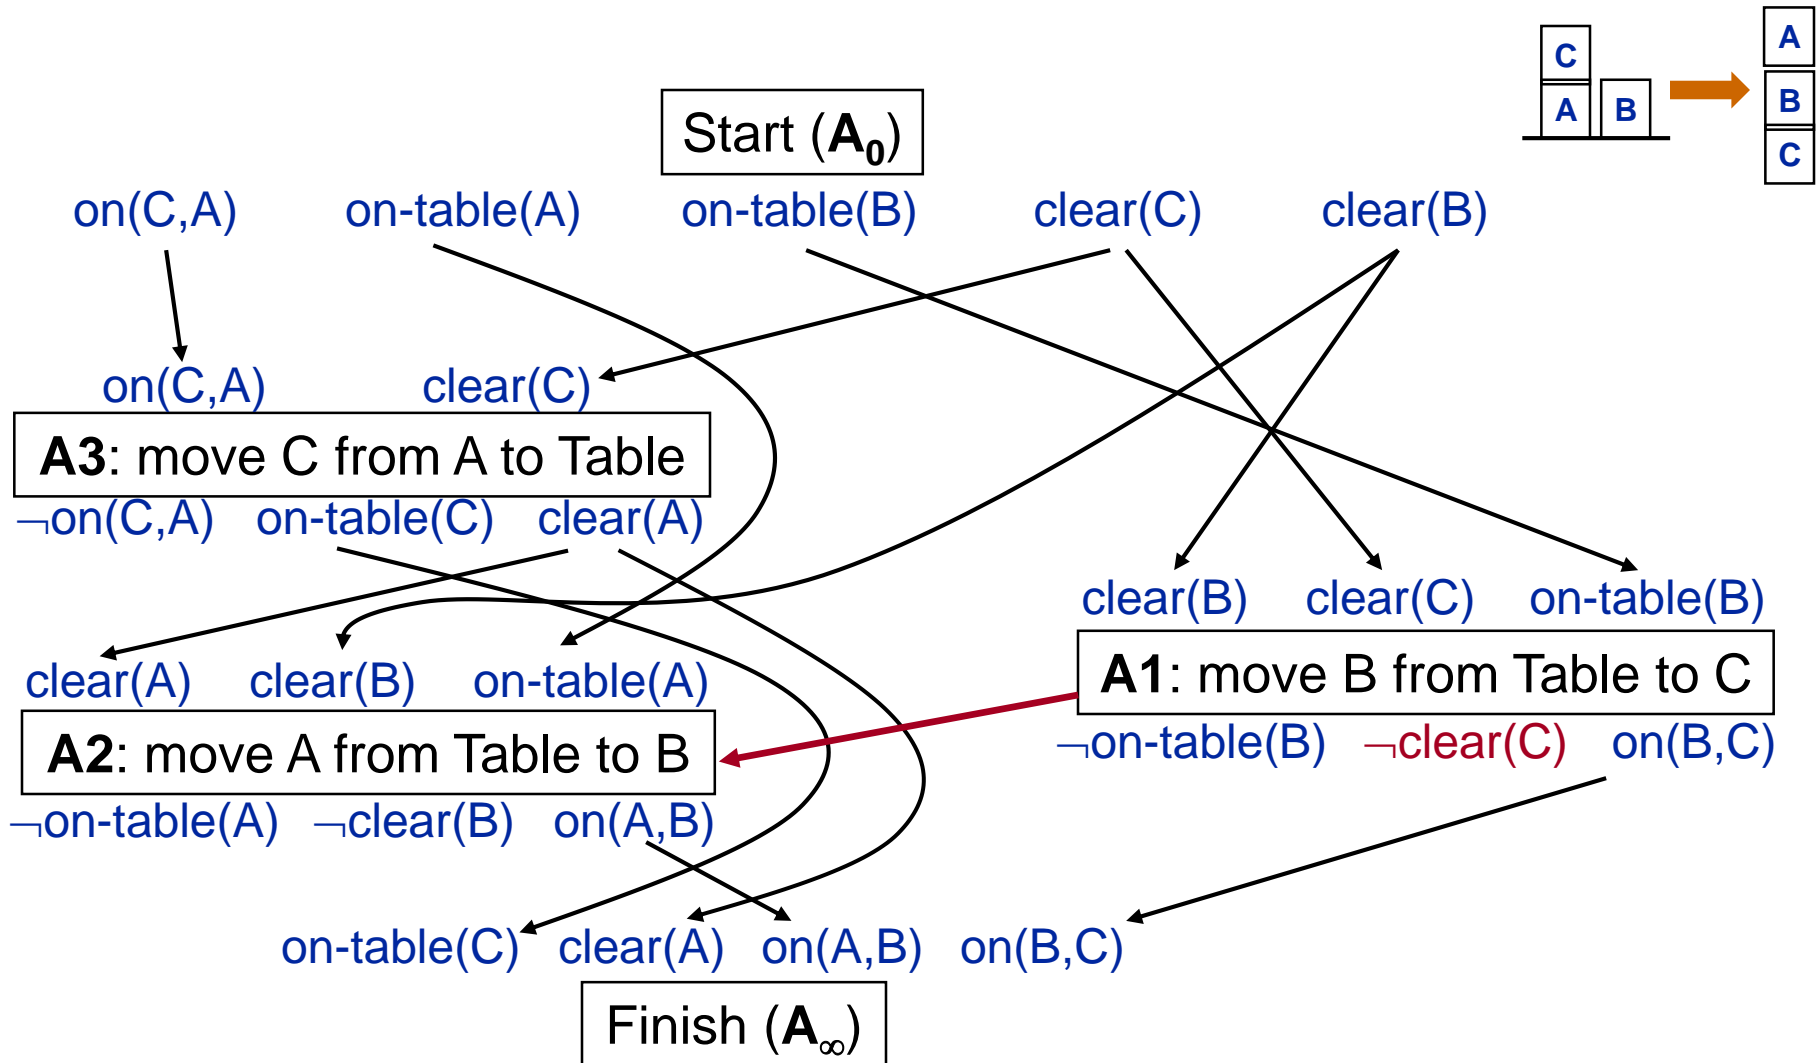 C
A B
A
B
C
Start (A₀)
on(C,A) on-table(A) on-table(B) clear(C) clear(B)
on(C,A) clear(C)
A3: move C from A to Table
¬on(C,A) on-table(C) clear(A)
clear(B) clear(C) on-table(B)
A1: move B from Table to C
¬on-table(B) ¬clear(C) on(B,C)
clear(A) clear(B) on-table(A)
A2: move A from Table to B
¬on-table(A) ¬clear(B) on(A,B)
on-table(C) clear(A) on(A,B) on(B,C)
Finish (A∞)